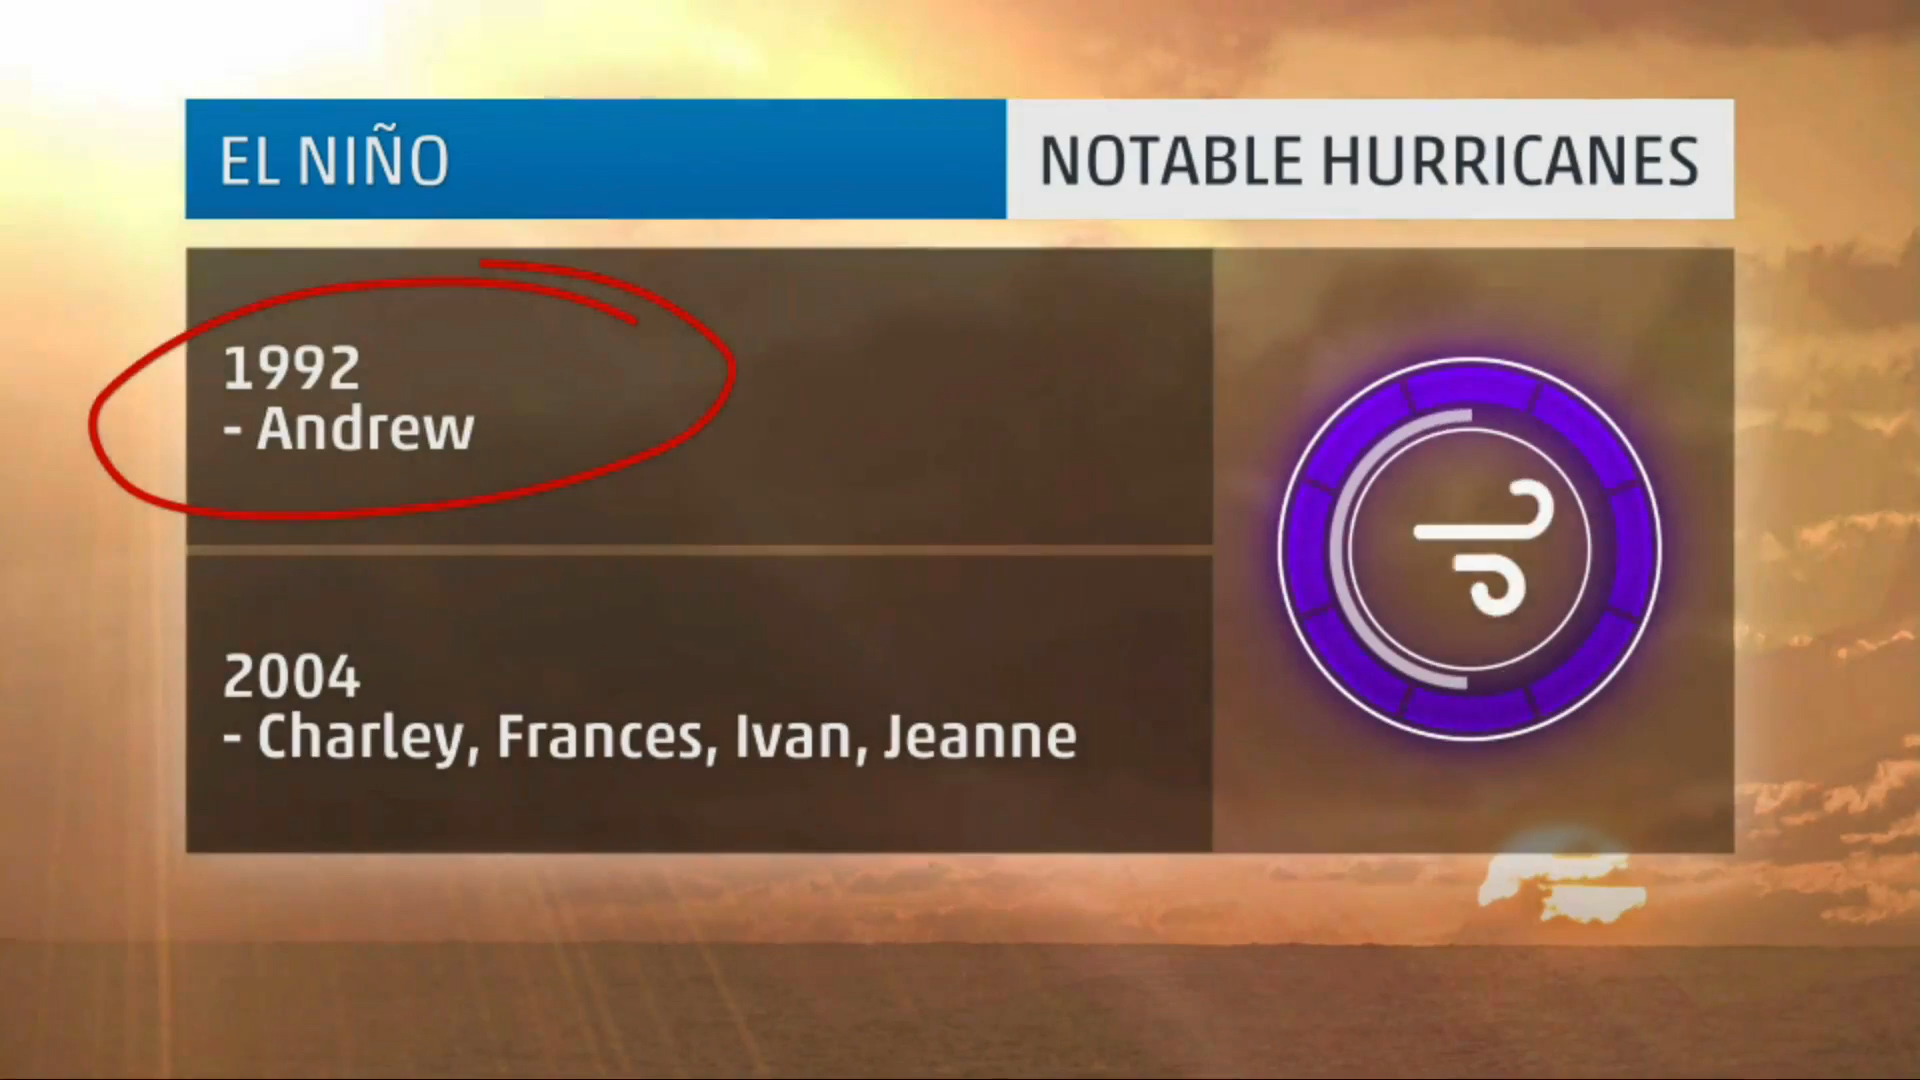 EL NIÑO
NOTABLE HURRICANES
1992
- Andrew
2004
- Charley, Frances, Ivan, Jeanne